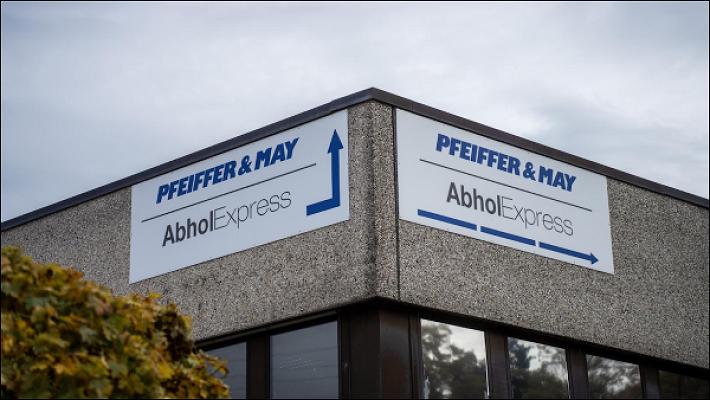 PFEIFFER & MAY
AbholExpress
PFEIFFER & MAY
AbholExpress